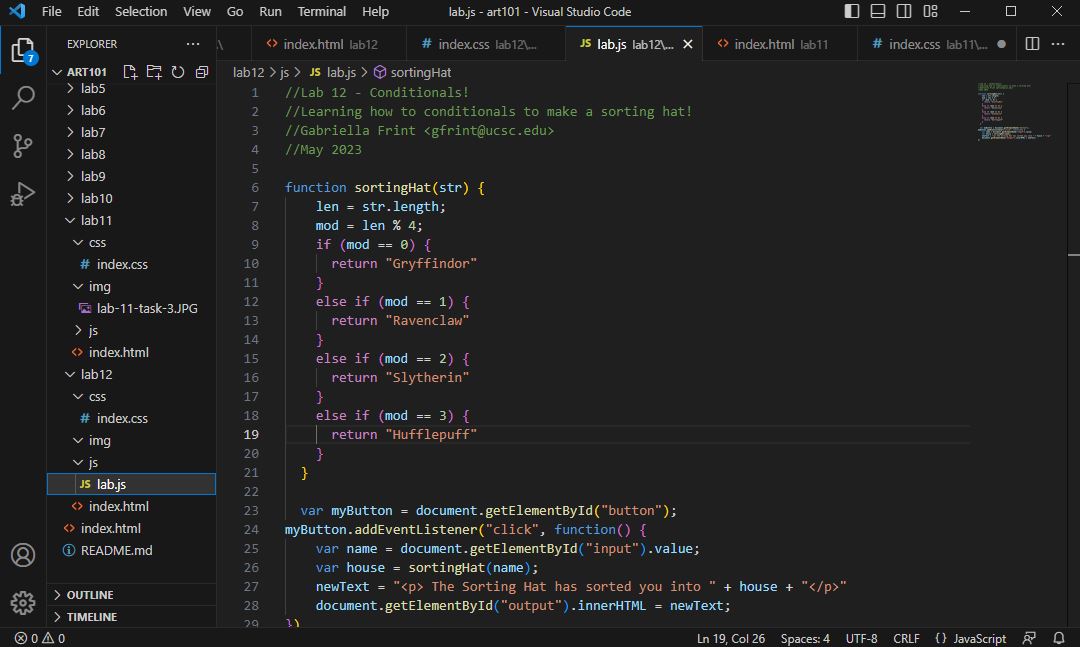 File Edit Selection View Go Run Terminal Help lab.js - art101 - Visual Studio Code
EXPLORER ...
\ <> index.html lab12 # index.css lab12\... JS lab.js lab12\... <> index.html lab11 # index.css lab11\... ...
7
ART101
lab12 > js > JS lab.js > sortingHat
lab5
lab6
lab7
lab8
lab9
lab10
lab11
css
# index.css
img
lab-11-task-3.JPG
js
<> index.html
lab12
css
# index.css
img
js
JS lab.js
<> index.html
<> index.html
README.md
OUTLINE
TIMELINE
1 //Lab 12 - Conditionals!
2 //Learning how to conditionals to make a sorting hat!
3 //Gabriella Frint <gfrint@ucsc.edu>
4 //May 2023
5
6 function sortingHat(str) {
7 len = str.length;
8 mod = len % 4;
9 if (mod == 0) {
10 return "Gryffindor"
11 }
12 else if (mod == 1) {
13 return "Ravenclaw"
14 }
15 else if (mod == 2) {
16 return "Slytherin"
17 }
18 else if (mod == 3) {
19 return "Hufflepuff"
20 }
21 }
22
23 var myButton = document.getElementById("button");
24 myButton.addEventListener("click", function() {
25 var name = document.getElementById("input").value;
26 var house = sortingHat(name);
27 newText = "<p> The Sorting Hat has sorted you into " + house + "</p>"
28 document.getElementById("output").innerHTML = newText;
29 })
0 0 Ln 19, Col 26 Spaces: 4 UTF-8 CRLF {} JavaScript